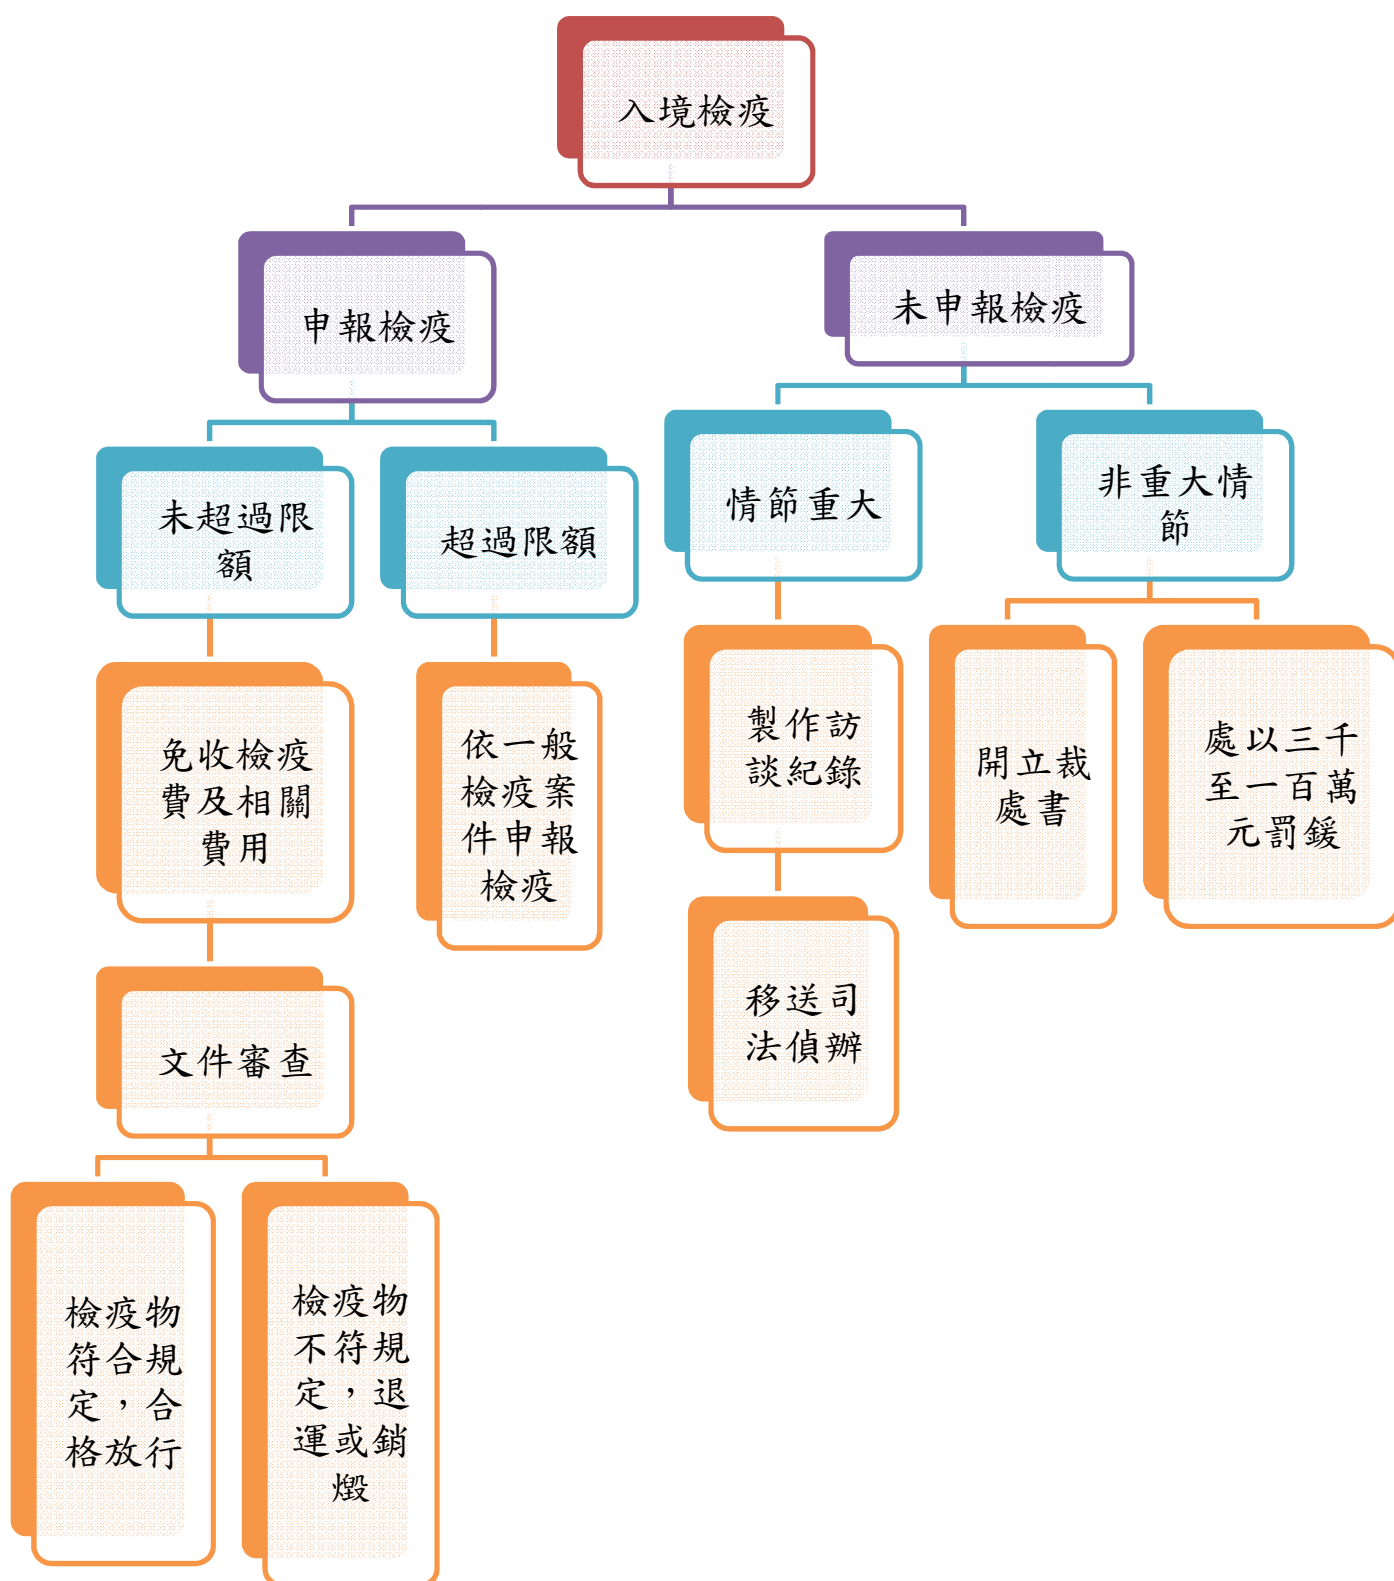 入境檢疫
申報檢疫
未申報檢疫
未超過限
額
超過限額
情節重大
非重大情
節
免收檢疫
費及相關
費用
依一般
檢疫案
件申報
檢疫
製作訪
談紀錄
開立裁
處書
處以三千
至一百萬
元罰鍰
文件審查
移送司
法偵辦
檢疫物
符合規
定，合
格放行
檢疫物
不符規
定，退
運或銷
燬